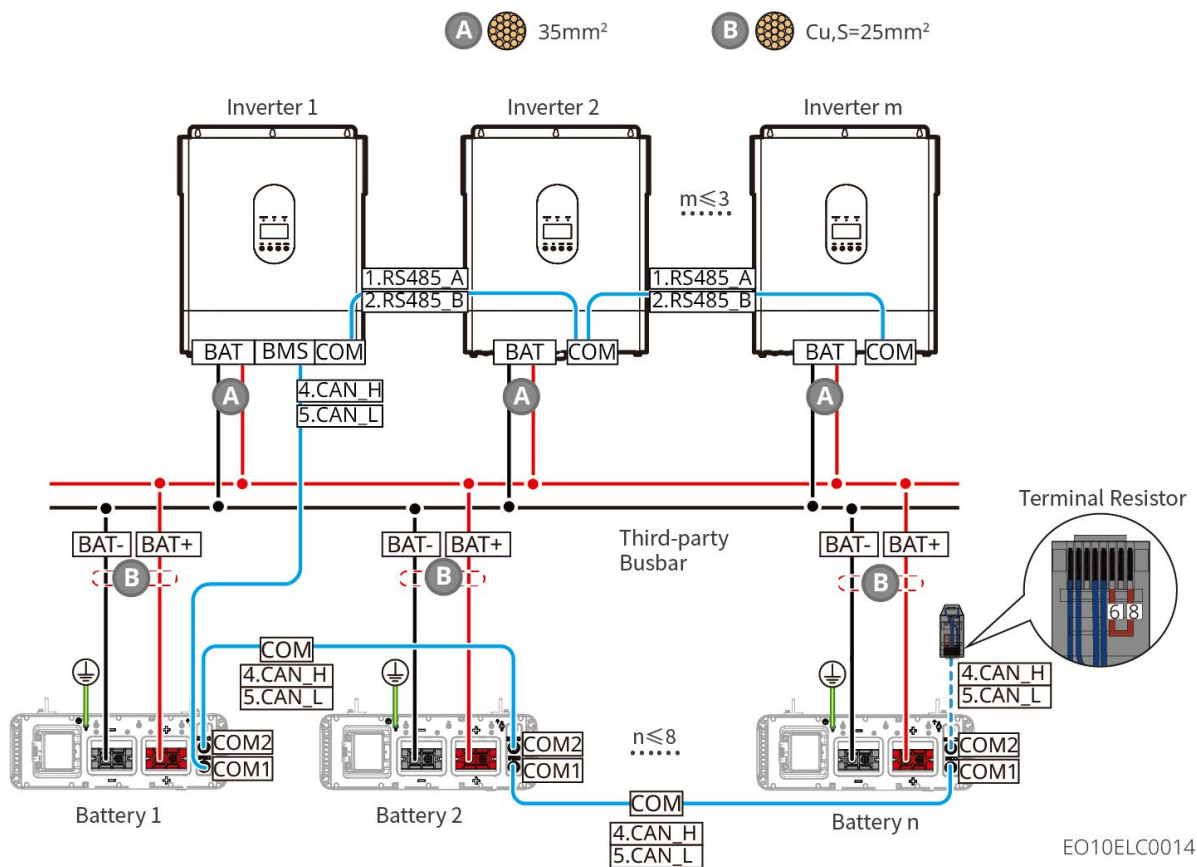 A 35mm²
B Cu,S=25mm²
Inverter 1
Inverter 2
Inverter m
m≤3
1.RS485_A
2.RS485_B
1.RS485_A
2.RS485_B
BAT
BMS
COM
BAT
COM
BAT
COM
A
4.CAN_H
5.CAN_L
A
A
Terminal Resistor
BAT-
BAT+
BAT-
BAT+
Third-party
Busbar
BAT-
BAT+
B
B
B
6
8
COM
4.CAN_H
5.CAN_L
4.CAN_H
5.CAN_L
n≤8
COM2
COM1
COM2
COM1
COM2
COM1
Battery 1
Battery 2
Battery n
COM
4.CAN_H
5.CAN_L
EO10ELC0014